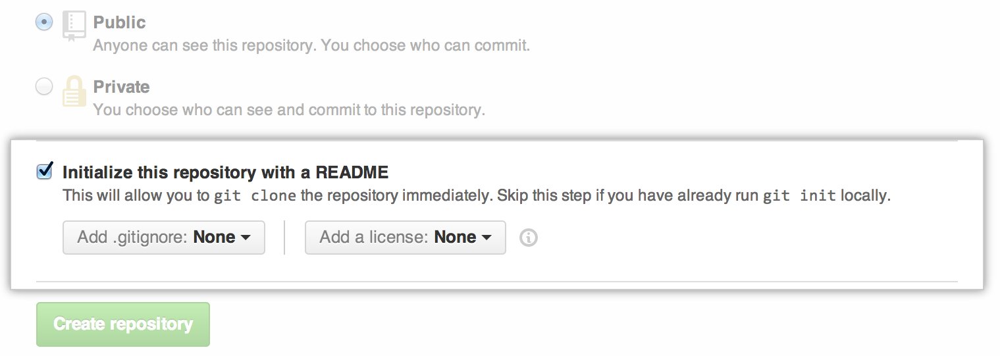 Public
Anyone can see this repository. You choose who can commit.
Private
You choose who can see and commit to this repository.
Initialize this repository with a README
This will allow you to git clone the repository immediately. Skip this step if you have already run git init locally.
Add .gitignore: None
Add a license: None
Create repository